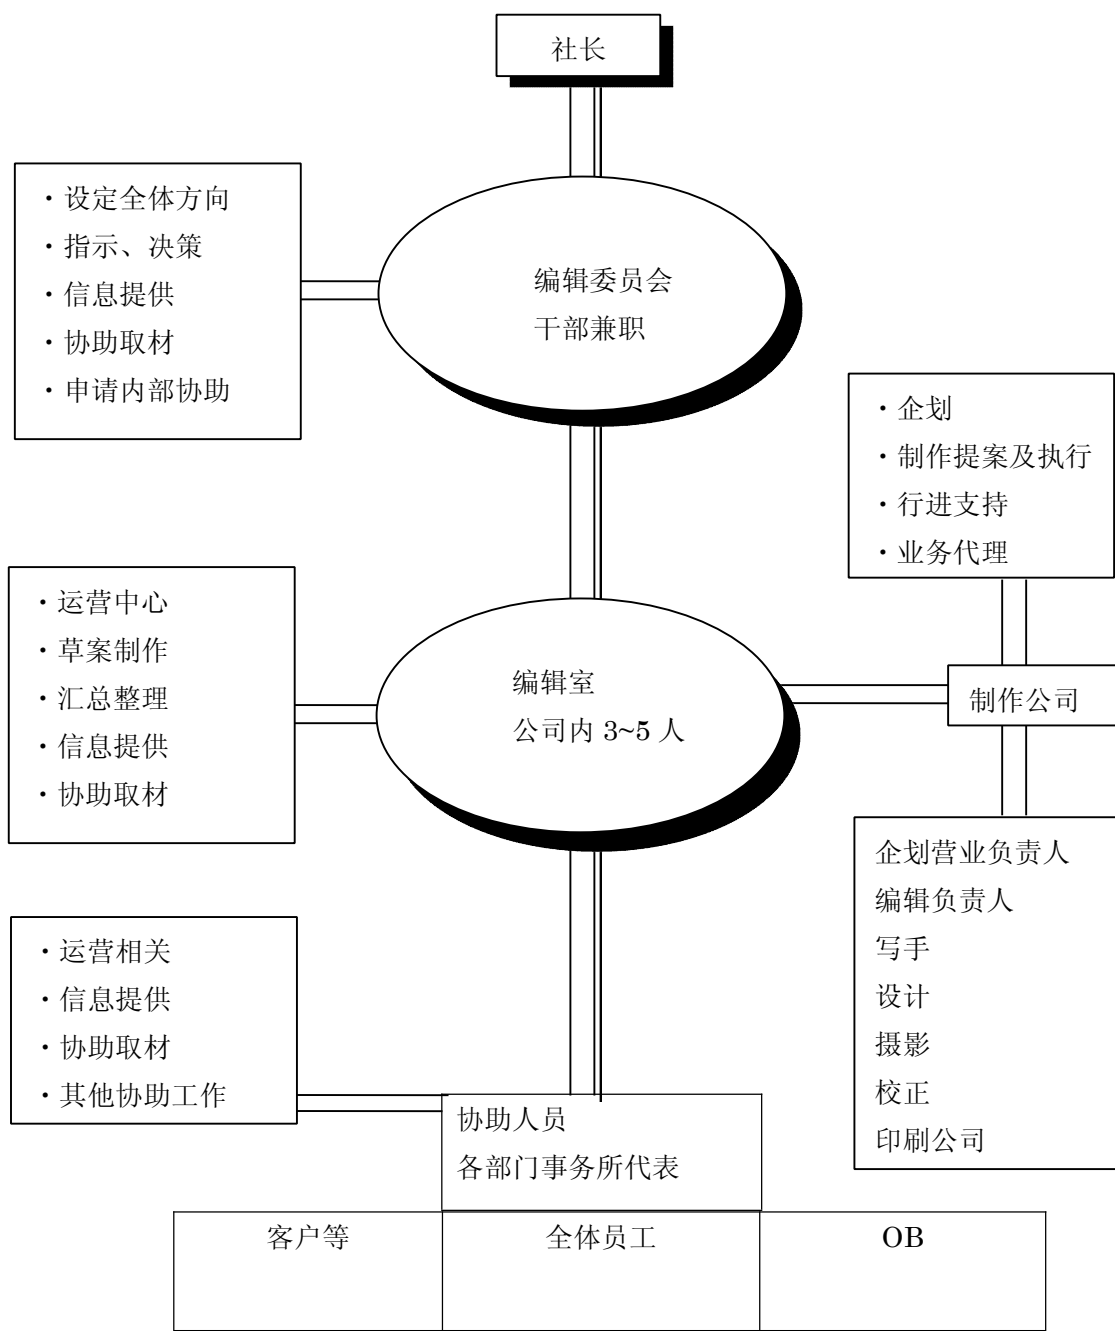 社长
・设定全体方向
・指示、决策
・信息提供
・协助取材
・申请内部协助
编辑委员会
干部兼职
・企划
・制作提案及执行
・行进支持
・业务代理
・运营中心
・草案制作
・汇总整理
・信息提供
・协助取材
编辑室
公司内 3~5 人
制作公司
企划营业负责人
编辑负责人
写手
设计
摄影
校正
印刷公司
・运营相关
・信息提供
・协助取材
・其他协助工作
协助人员
各部门事务所代表
客户等
全体员工
OB